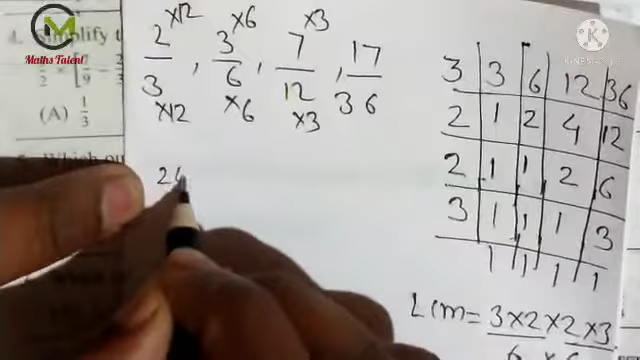 Maths Talent
KINEMASTER
4. Simplify
(A) 1/3
×12 ×6 ×3
2/3 , 3/6 , 7/12 , 17/36
×12 ×6 ×3
24
3 | 3 | 6 | 12 | 36
2 | 1 | 2 | 4 | 12
2 | 1 | 1 | 2 | 6
3 | 1 | 1 | 1 | 3
1 | 1 | 1 | 1
LCM = 3×2×2×3